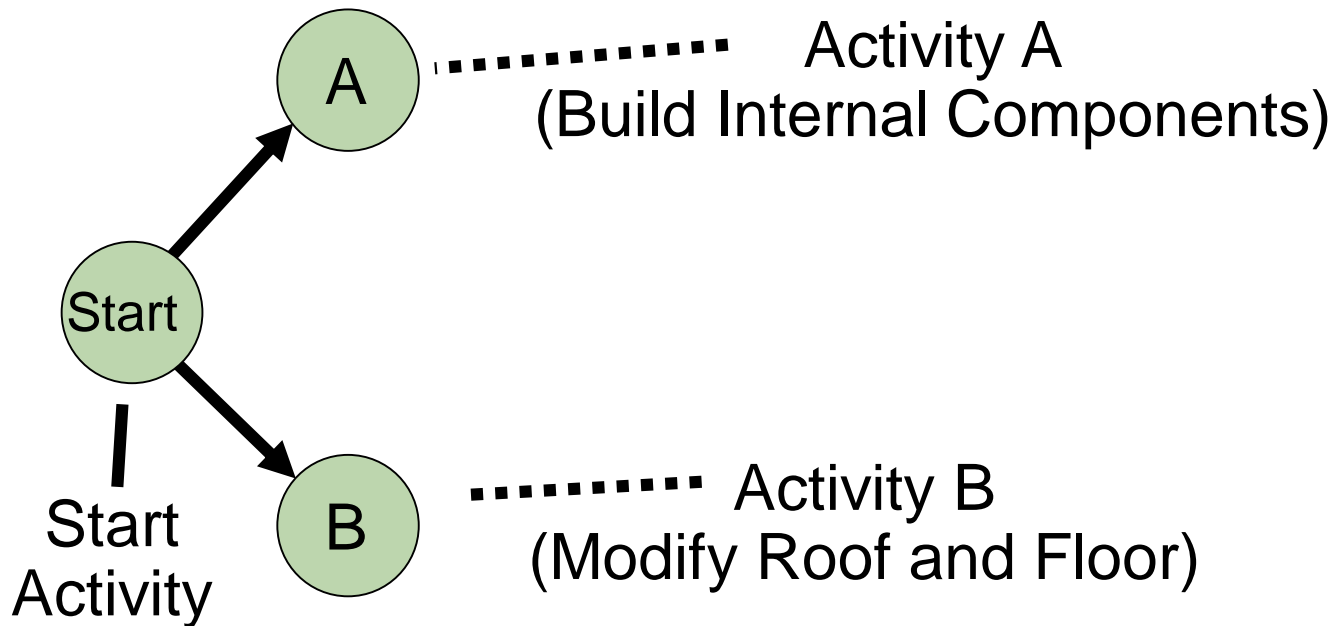 A
Activity A
(Build Internal Components)
Start
Start
Activity
B
Activity B
(Modify Roof and Floor)